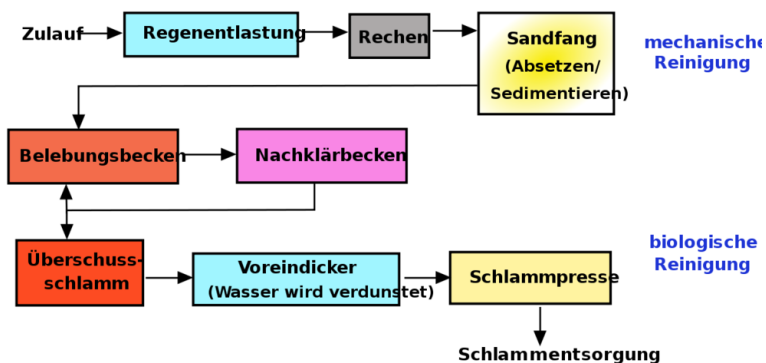 Zulauf
Regenentlastung
Rechen
Sandfang
(Absetzen/
Sedimentieren)
mechanische
Reinigung
Belebungsbecken
Nachklärbecken
biologische
Reinigung
Überschuss-
schlamm
Voreindicker
(Wasser wird verdunstet)
Schlammpresse
Schlammentsorgung